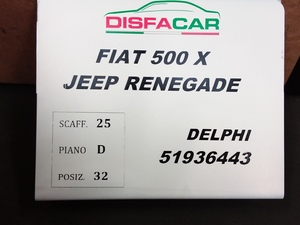 DISFACAR
FIAT 500 X
JEEP RENEGADE
SCAFF. 25
PIANO D
POSIZ. 32
DELPHI
51936443